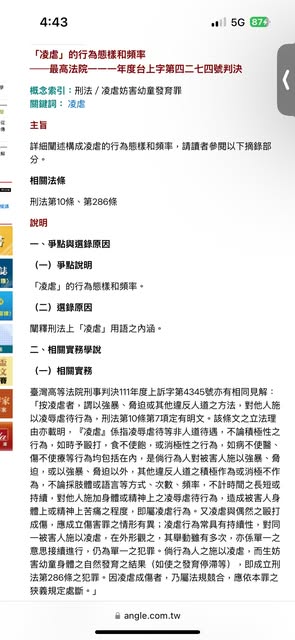 4:43
5G
87
「凌虐」的行為態樣和頻率
——最高法院一一一年度台上字第四二七四號判決
概念索引：刑法 / 凌虐妨害幼童發育罪
關鍵詞： 凌虐
主旨
詳細闡述構成凌虐的行為態樣和頻率，請讀者參閱以下摘錄部
分。
相關法條
刑法第10條、第286條
說明
一、爭點與選錄原因
（一）爭點說明
「凌虐」的行為態樣和頻率。
（二）選錄原因
闡釋刑法上「凌虐」用語之內涵。
二、相關實務學說
（一）相關實務
臺灣高等法院刑事判決111年度上訴字第4345號亦有相同見解：
「按凌虐者，謂以強暴、脅迫或其他違反人道之方法，對他人施
以凌辱虐待行為，刑法第10條第7項定有明文。該條文之立法理
由亦載明，『凌虐』係指凌辱虐待等非人道待遇，不論積極性之
行為，如時予毆打，食不使飽，或消極性之行為，如病不使醫、
傷不使療等行為均包括在內，是倘行為人對被害人施以強暴、脅
迫，或以強暴、脅迫以外，其他違反人道之積極作為或消極不作
為，不論採肢體或語言等方式、次數、頻率，不計時間之長短或
持續，對他人施加身體或精神上之凌辱虐待行為，造成被害人身
體上或精神上苦痛之程度，即屬凌虐行為。又凌虐與偶然之毆打
成傷，應成立傷害罪之情形有異；凌虐行為常具有持續性，對同
一被害人施以凌虐，在外形觀之，其舉動雖有多次，亦係單一之
意思接續進行，仍為單一之犯罪。倘行為人之施以凌虐，而生妨
害幼童身體之自然發育之結果（如使之發育停滯等），即成立刑
法第286條之犯罪。因凌虐成傷者，乃屬法規競合，應依本罪之
狹義規定處斷。」
angle.com.tw